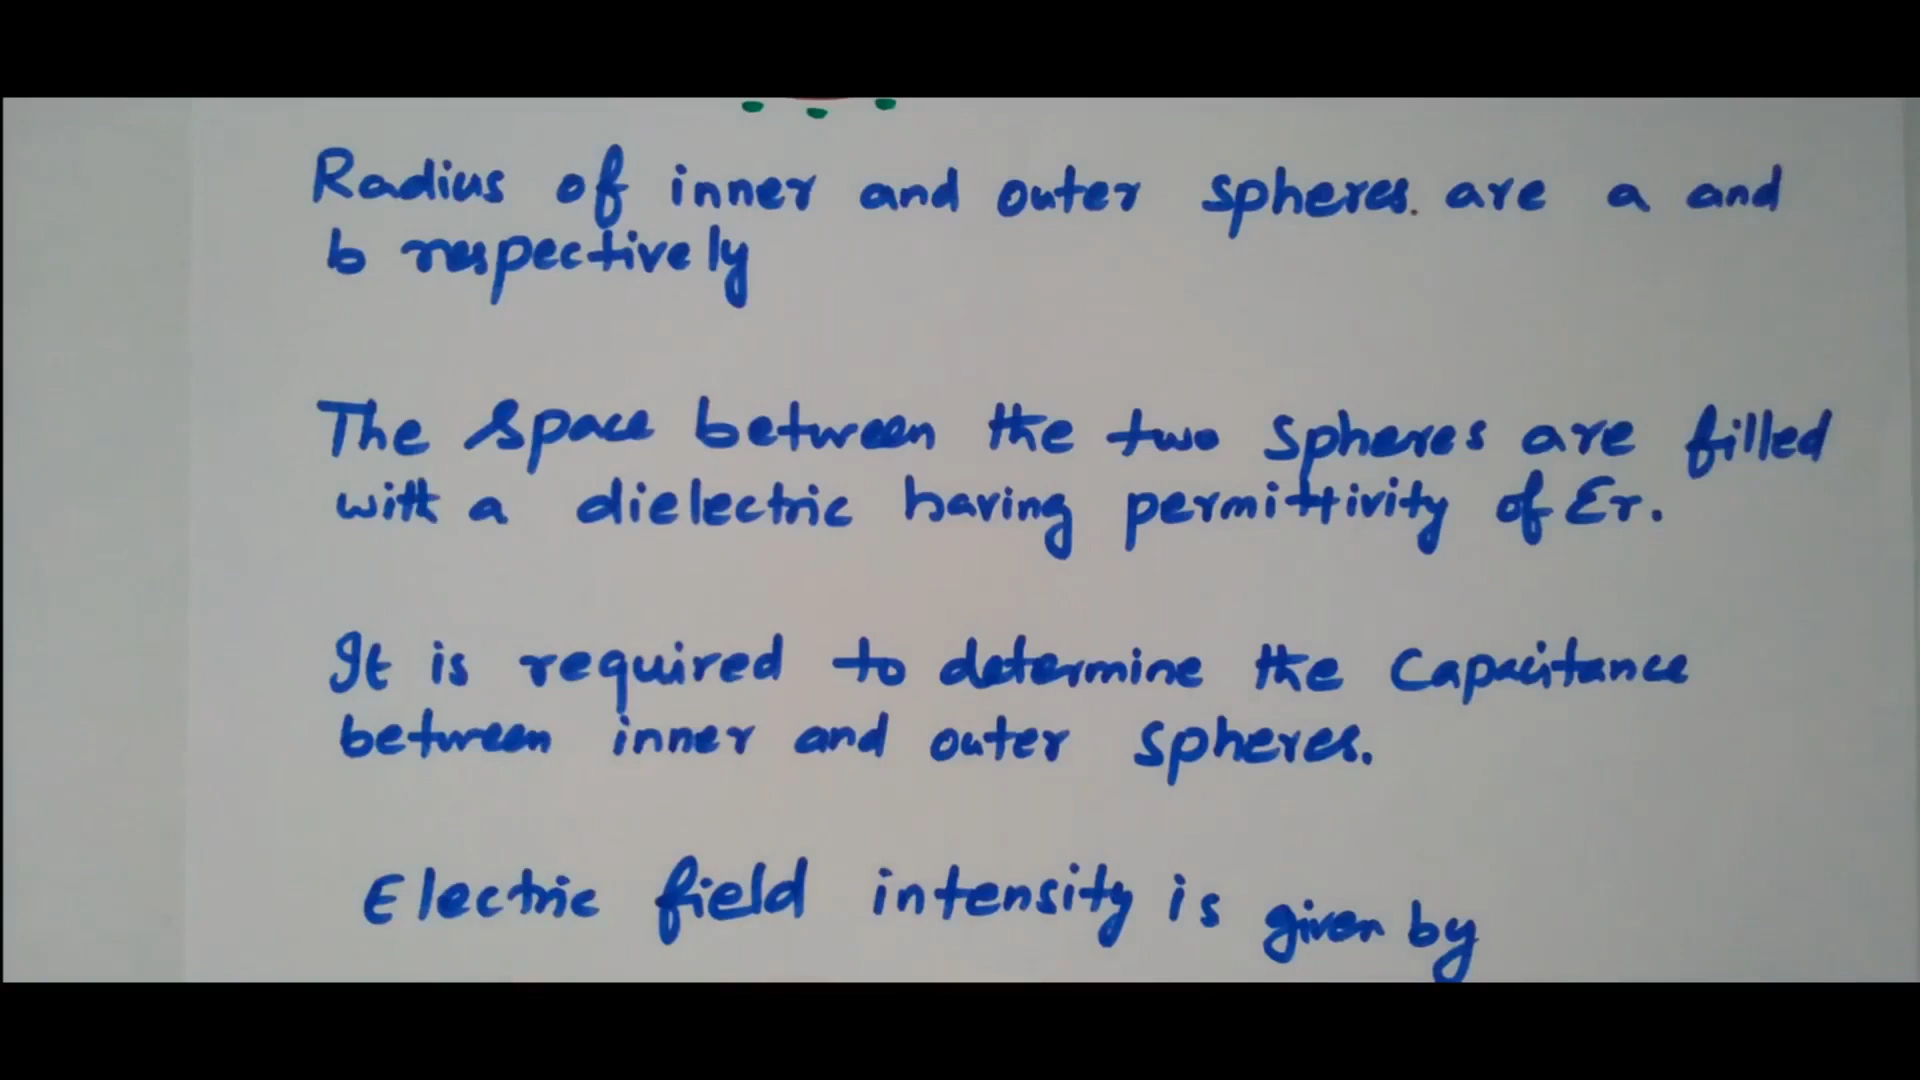 Radius of inner and outer spheres. are a and
b respectively
The space between the two spheres are filled
with a dielectric having permittivity of Er.
It is required to determine the capacitance
between inner and outer spheres.
Electric field intensity is given by